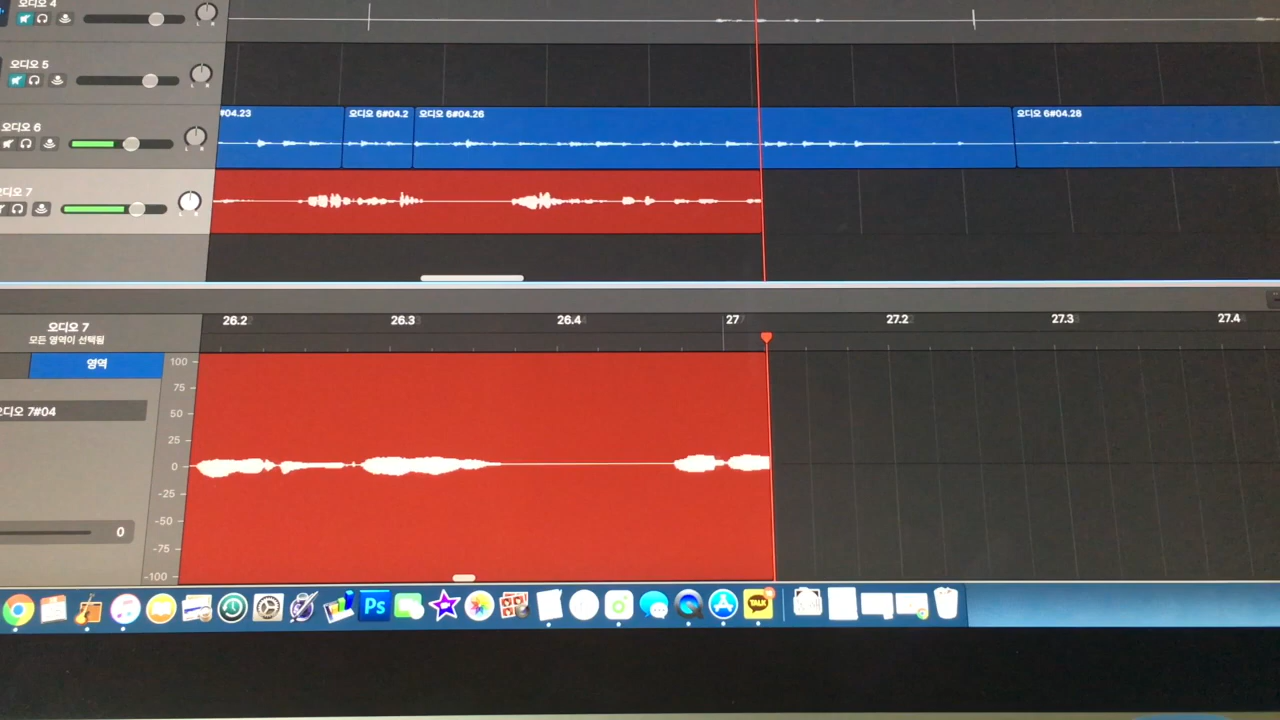 오디오 4
L R
오디오 5
L R
#04.23
오디오 6#04.2
오디오 6#04.26
오디오 6#04.28
오디오 6
L R
오디오 7
L R
오디오 7
모든 영역이 선택됨
26.2
26.3
26.4
27
27.2
27.3
27.4
영역
100
75
50
25
0
-25
-50
-75
-100
오디오 7#04
0
Ps
TALK